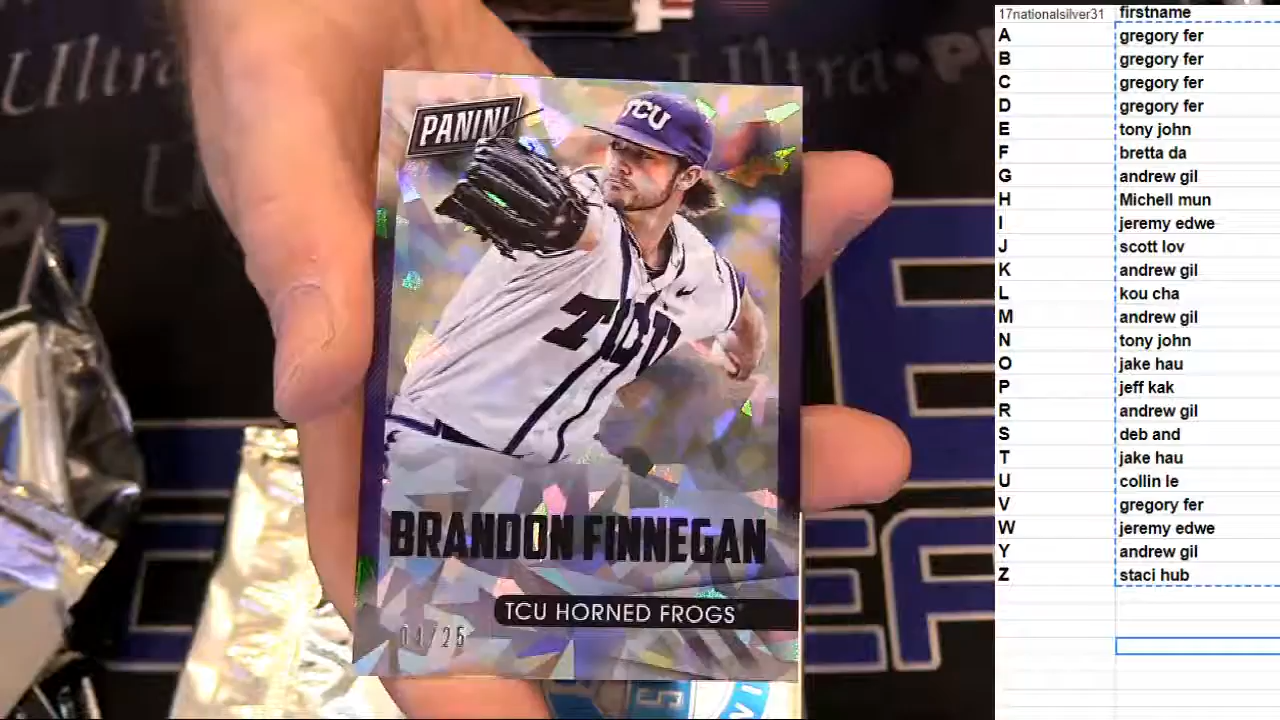 Ultra
Ultra PR
PANINI
TCU
TCU
BRANDON FINNEGAN
TCU HORNED FROGS
04/25
17nationalsilver31 firstname
A gregory fer
B gregory fer
C gregory fer
D gregory fer
E tony john
F bretta da
G andrew gil
H Michell mun
I jeremy edwe
J scott lov
K andrew gil
L kou cha
M andrew gil
N tony john
O jake hau
P jeff kak
R andrew gil
S deb and
T jake hau
U collin le
V gregory fer
W jeremy edwe
Y andrew gil
Z staci hub